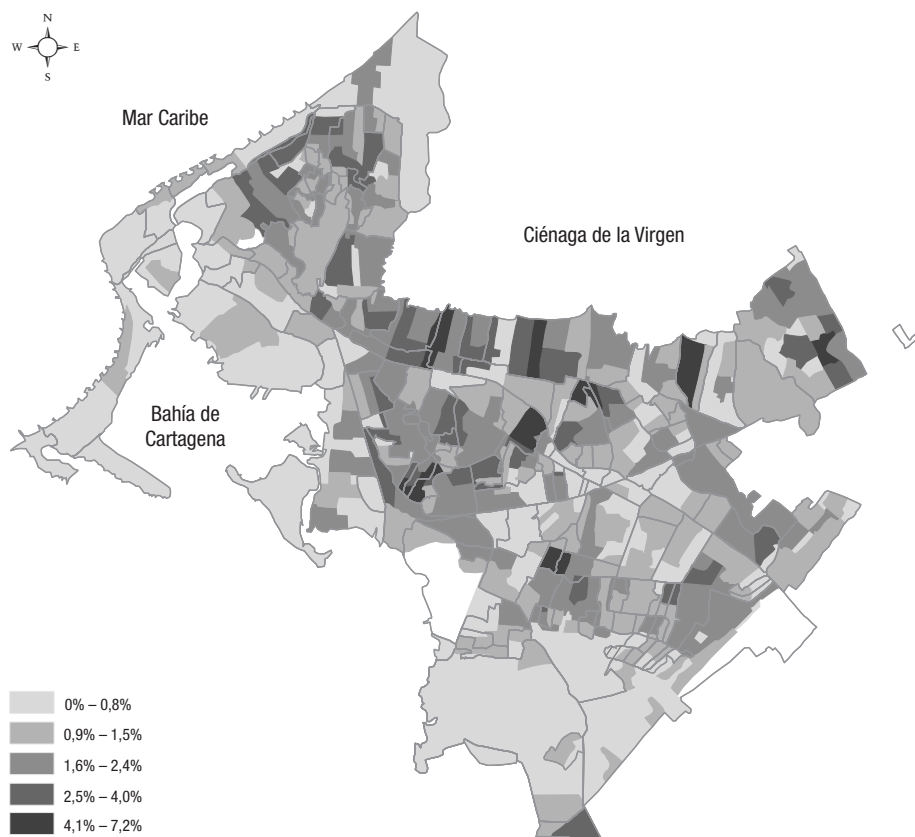 N
W E
S
Mar Caribe
Ciénaga de la Virgen
Bahía de
Cartagena
0% – 0,8%
0,9% – 1,5%
1,6% – 2,4%
2,5% – 4,0%
4,1% – 7,2%